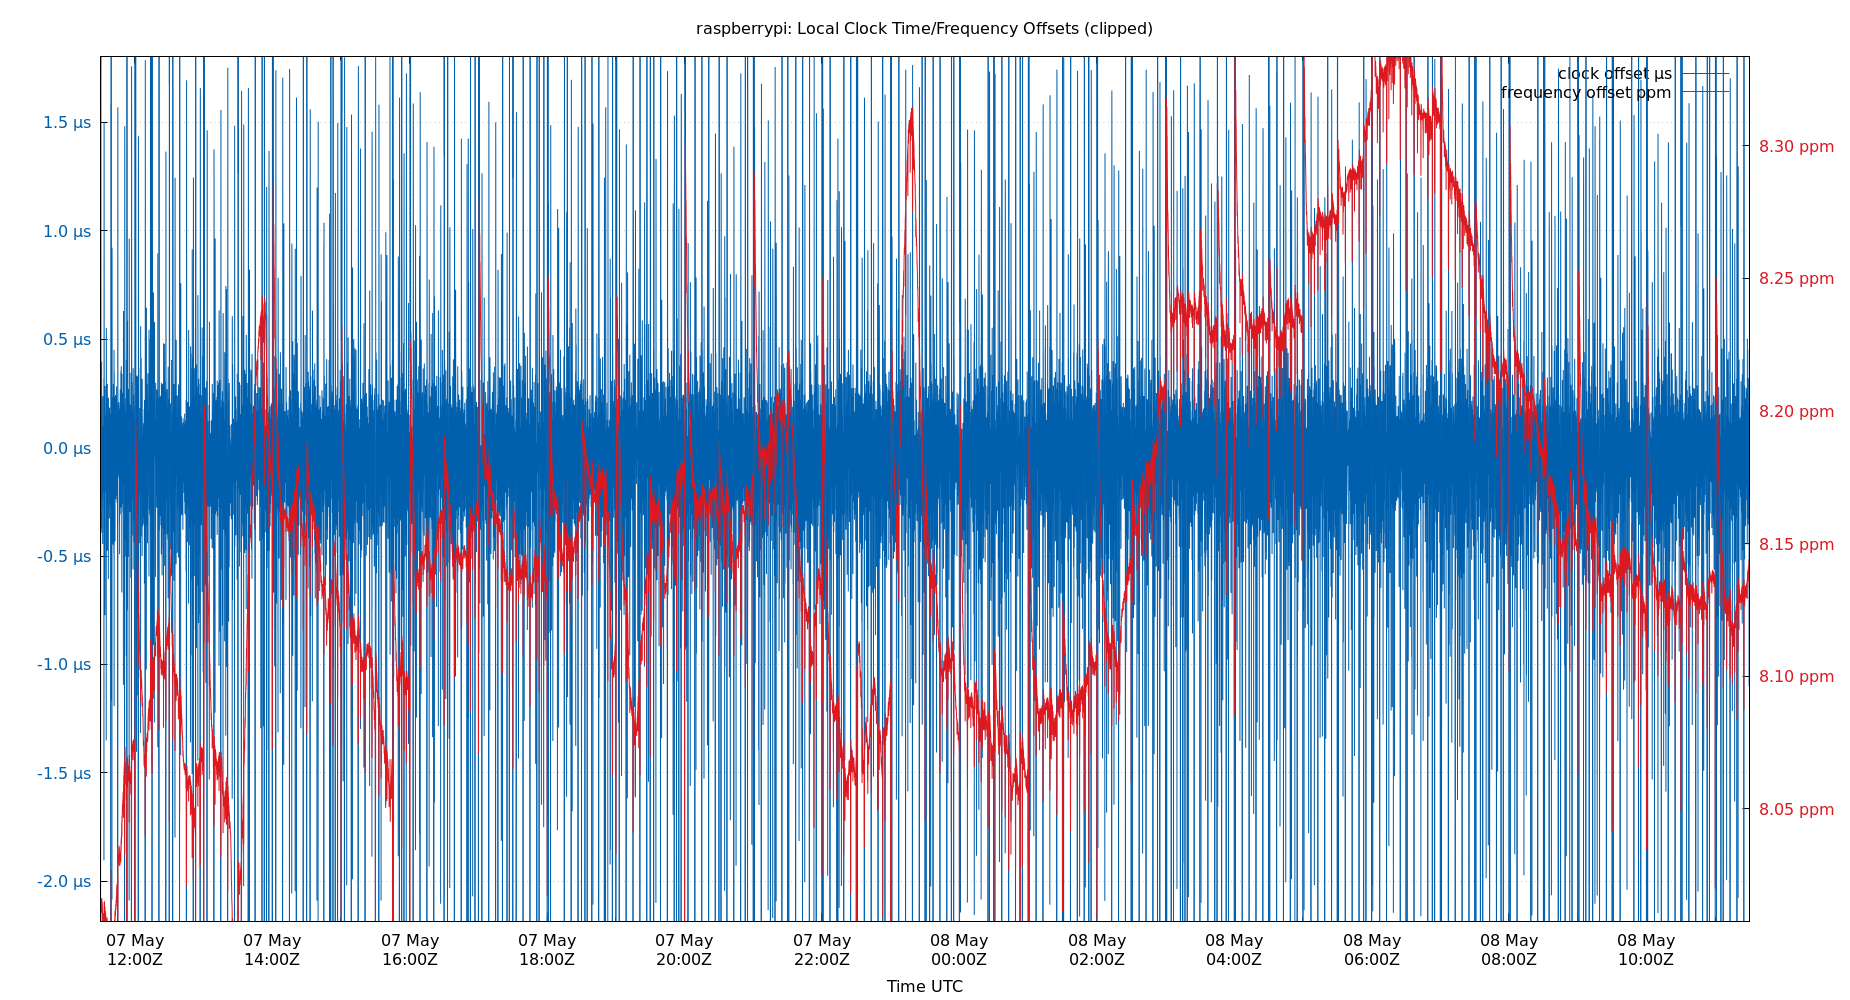 raspberrypi: Local Clock Time/Frequency Offsets (clipped)
clock offset µs
frequency offset ppm
1.5 µs
1.0 µs
0.5 µs
0.0 µs
-0.5 µs
-1.0 µs
-1.5 µs
-2.0 µs
8.30 ppm
8.25 ppm
8.20 ppm
8.15 ppm
8.10 ppm
8.05 ppm
07 May 07 May 07 May 07 May 07 May 07 May 08 May 08 May 08 May 08 May 08 May 08 May
12:00Z 14:00Z 16:00Z 18:00Z 20:00Z 22:00Z 00:00Z 02:00Z 04:00Z 06:00Z 08:00Z 10:00Z
Time UTC